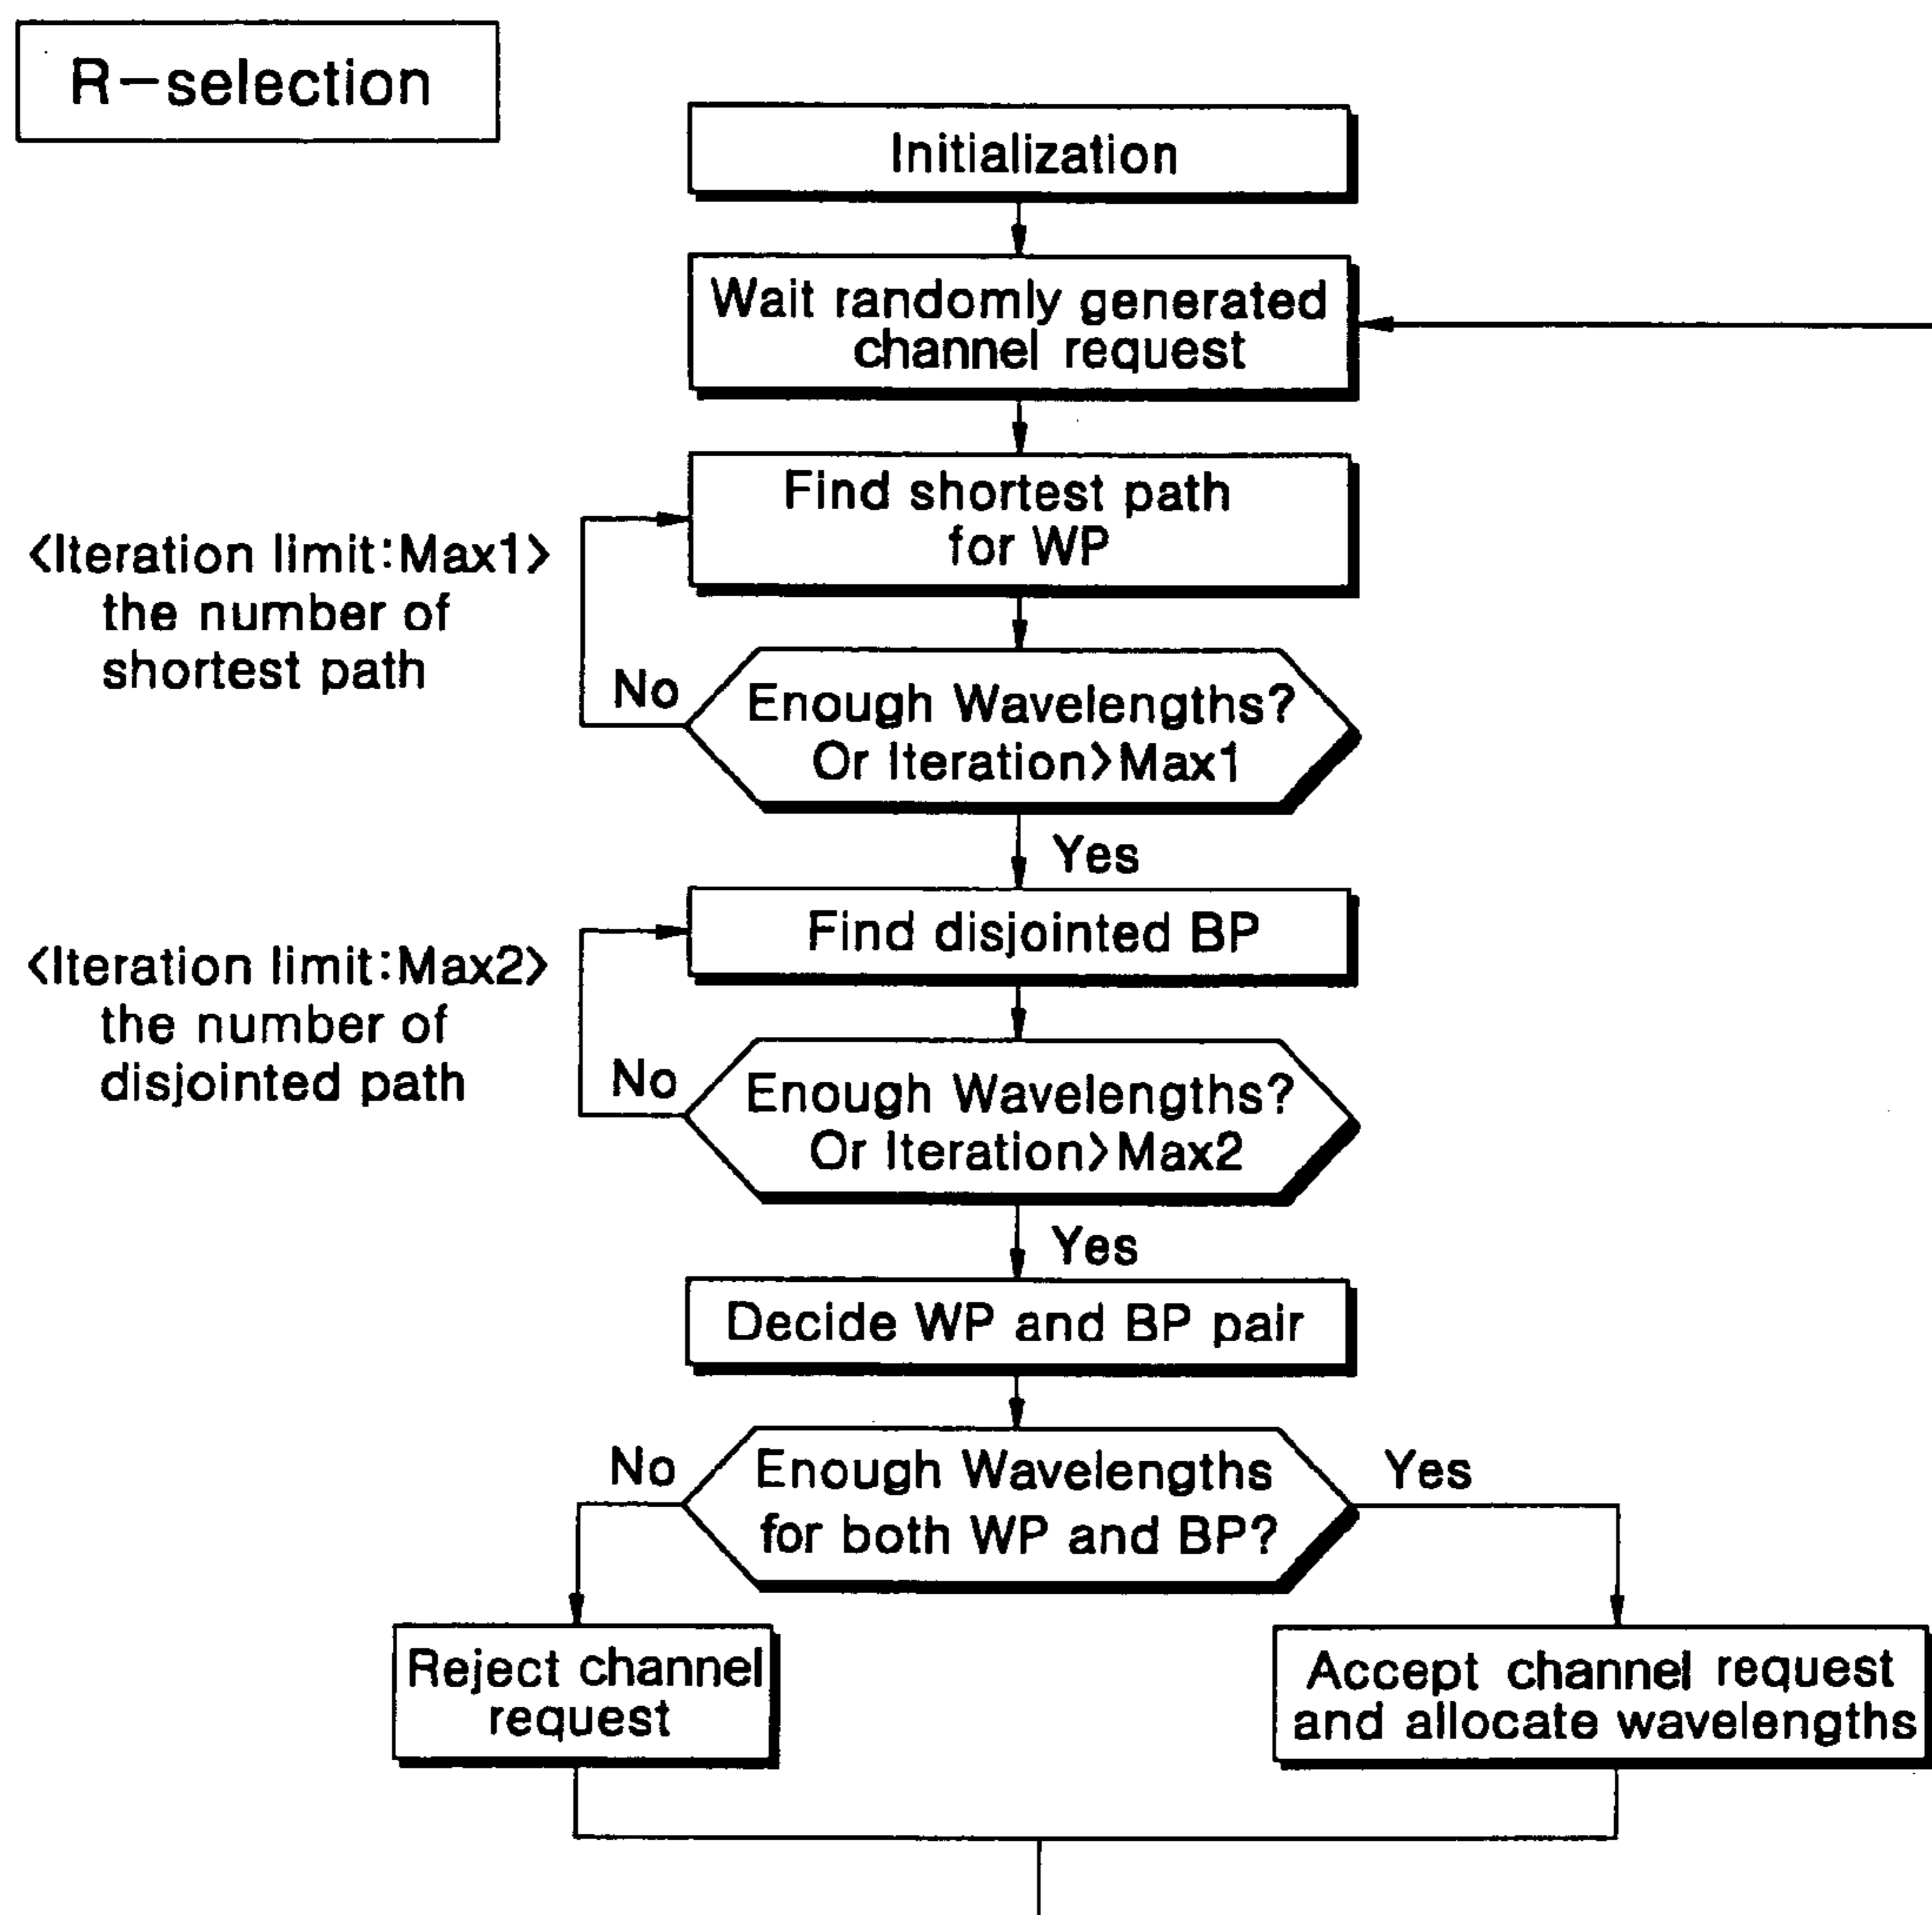 R-selection
Initialization
Wait randomly generated
channel request
Find shortest path
for WP
<Iteration limit:Max1>
the number of
shortest path
No
Enough Wavelengths?
Or Iteration>Max1
Yes
Find disjointed BP
<Iteration limit:Max2>
the number of
disjointed path
No
Enough Wavelengths?
Or Iteration>Max2
Yes
Decide WP and BP pair
No
Enough Wavelengths
for both WP and BP?
Yes
Reject channel
request
Accept channel request
and allocate wavelengths